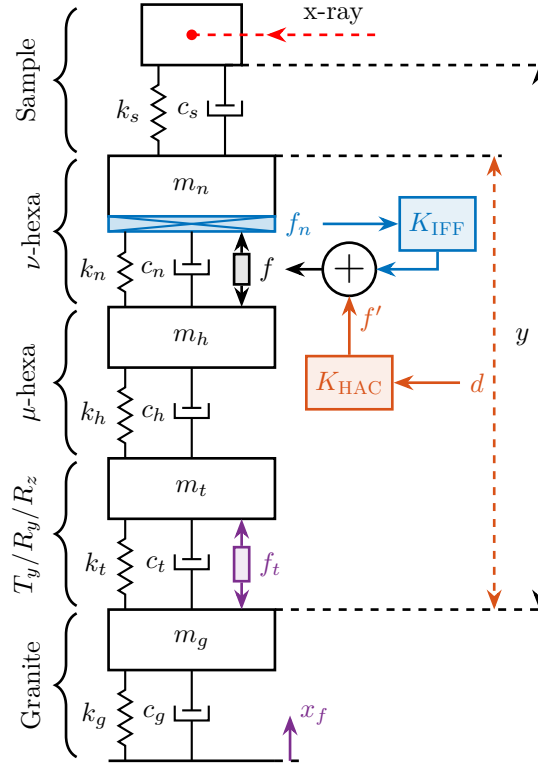 x-ray
Sample
k_s
c_s
m_n
ν-hexa
f_n
K_IFF
k_n
c_n
f
m_h
f′
y
μ-hexa
k_h
c_h
K_HAC
d
m_t
T_y/R_y/R_z
k_t
c_t
f_t
m_g
Granite
k_g
c_g
x_f